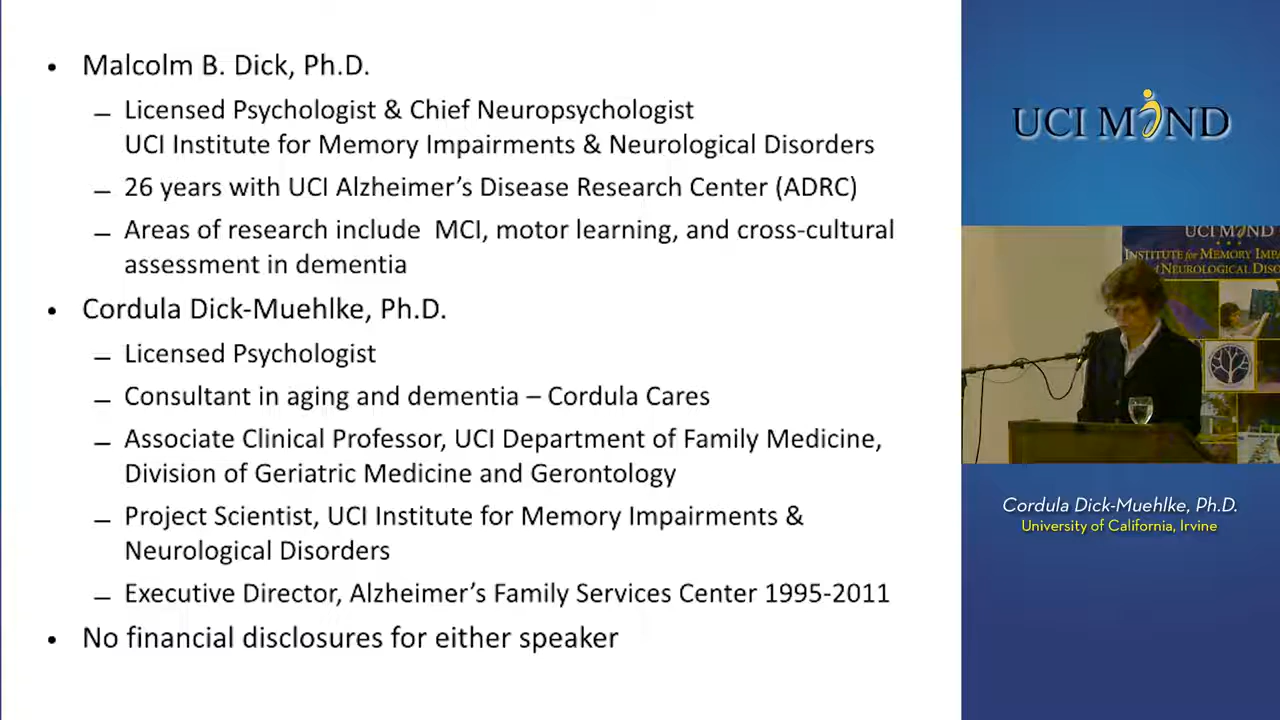 • Malcolm B. Dick, Ph.D.
– Licensed Psychologist & Chief Neuropsychologist
UCI Institute for Memory Impairments & Neurological Disorders
– 26 years with UCI Alzheimer’s Disease Research Center (ADRC)
– Areas of research include  MCI, motor learning, and cross-cultural
assessment in dementia
• Cordula Dick-Muehlke, Ph.D.
– Licensed Psychologist
– Consultant in aging and dementia – Cordula Cares
– Associate Clinical Professor, UCI Department of Family Medicine,
Division of Geriatric Medicine and Gerontology
– Project Scientist, UCI Institute for Memory Impairments &
Neurological Disorders
– Executive Director, Alzheimer’s Family Services Center 1995-2011
• No financial disclosures for either speaker
UCI MIND
UCI MIND
INSTITUTE for MEMORY IMPA
NEUROLOGICAL DISO
Cordula Dick-Muehlke, Ph.D.
University of California, Irvine